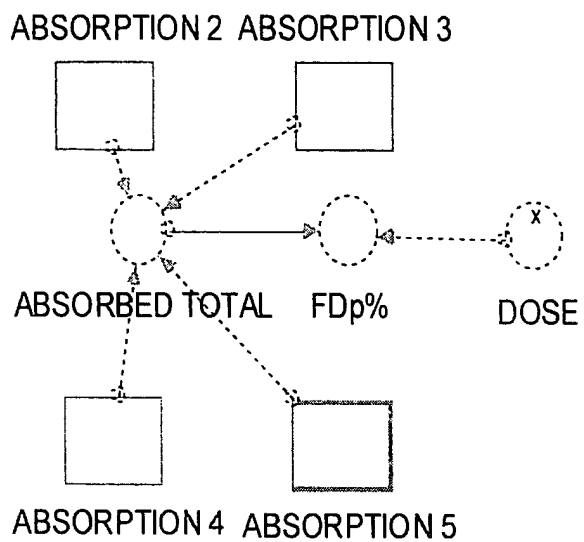 ABSORPTION 2 ABSORPTION 3
x
ABSORBED TOTAL FDp% DOSE
ABSORPTION 4 ABSORPTION 5